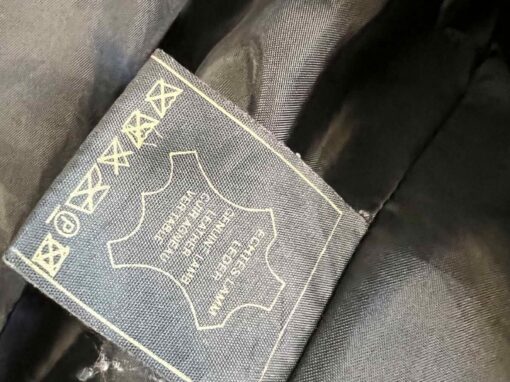 ECHTES LAMM
LEDER
GENUINE LAMB
LEATHER
CUIR AGNEAU
VERITABLE
P